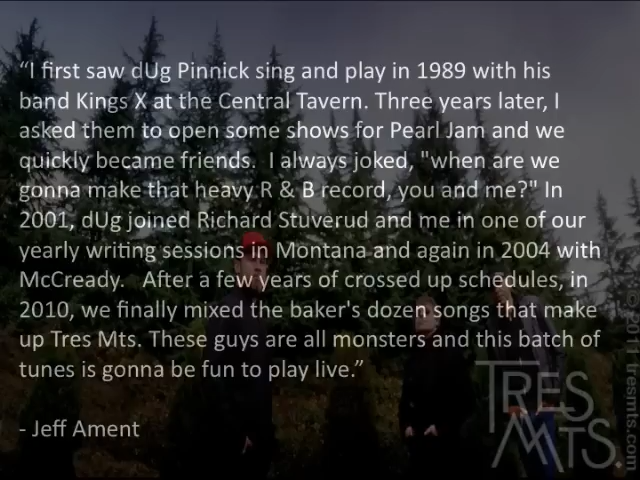 “I first saw dUg Pinnick sing and play in 1989 with his
band Kings X at the Central Tavern. Three years later, I
asked them to open some shows for Pearl Jam and we
quickly became friends.  I always joked, "when are we
gonna make that heavy R & B record, you and me?" In
2001, dUg joined Richard Stuverud and me in one of our
yearly writing sessions in Montana and again in 2004 with
McCready.   After a few years of crossed up schedules, in
2010, we finally mixed the baker's dozen songs that make
up Tres Mts. These guys are all monsters and this batch of
tunes is gonna be fun to play live.”
- Jeff Ament
TRES
MTS.
2011 tresmts.com